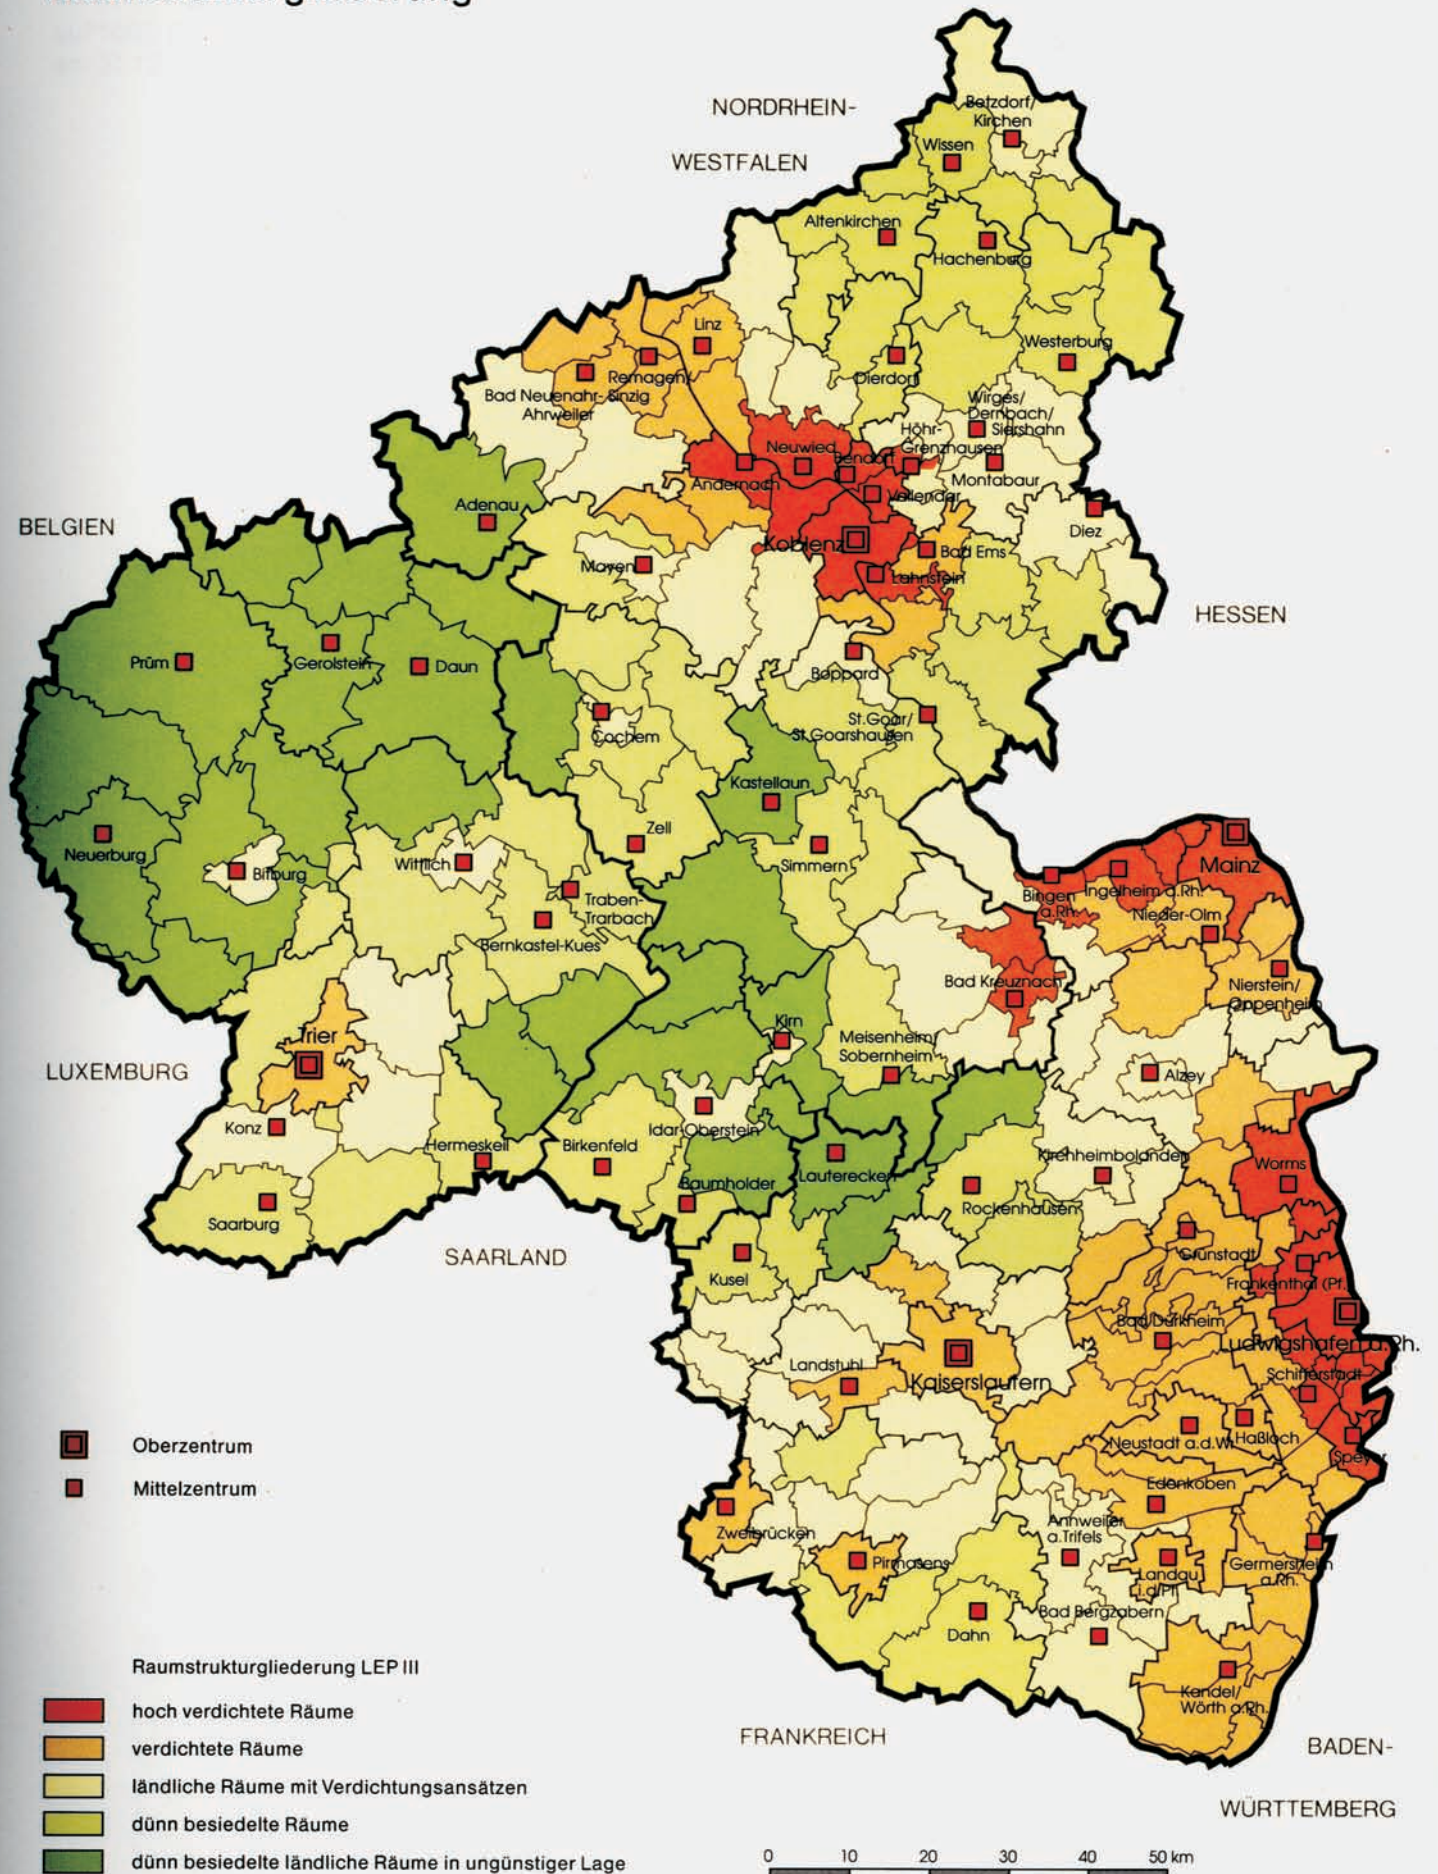 NORDRHEIN-
WESTFALEN
Betzdorf/
Kirchen
Wissen
Altenkirchen
Hachenburg
Linz
Westerburg
Remagen/
Sinzig
Bad Neuenahr-
Ahrweiler
Dierdorf
Wirges/
Dernbach/
Siershahn
Höhr-
Grenzhausen
Neuwied
Bendorf
Andernach
Montabaur
Vallendar
Adenau
BELGIEN
Diez
Koblenz
Bad Ems
Mayen
Lahnstein
HESSEN
Prüm
Gerolstein
Daun
Boppard
St.Goar/
St.Goarshausen
Cochem
Kastellaun
Zell
Neuerburg
Bitburg
Wittlich
Simmern
Mainz
Traben-
Trarbach
Bingen
a.Rh.
Ingelheim a.Rh.
Nieder-Olm
Bernkastel-Kues
Bad Kreuznach
Nierstein/
Oppenheim
Trier
Kirn
Meisenheim/
Sobernheim
LUXEMBURG
Alzey
Konz
Idar-Oberstein
Hermeskeil
Birkenfeld
Kirchheimbolanden
Worms
Baumholder
Lauterecken
Rockenhausen
Saarburg
SAARLAND
Grünstadt
Kusel
Frankenthal (Pf.
Bad Dürkheim
Ludwigshafen a.Rh.
Landstuhl
Kaiserslautern
Schifferstadt
Neustadt a.d.W.
Haßloch
Speyer
Oberzentrum
Mittelzentrum
Edenkoben
Zweibrücken
Annweiler
a.Trifels
Pirmasens
Landau
i.d.Pf.
Germersheim
a.Rh.
Bad Bergzabern
Dahn
Kandel/
Wörth a.Rh.
FRANKREICH
BADEN-
WÜRTTEMBERG
Raumstrukturgliederung LEP III
hoch verdichtete Räume
verdichtete Räume
ländliche Räume mit Verdichtungsansätzen
dünn besiedelte Räume
dünn besiedelte ländliche Räume in ungünstiger Lage
0 10 20 30 40 50 km